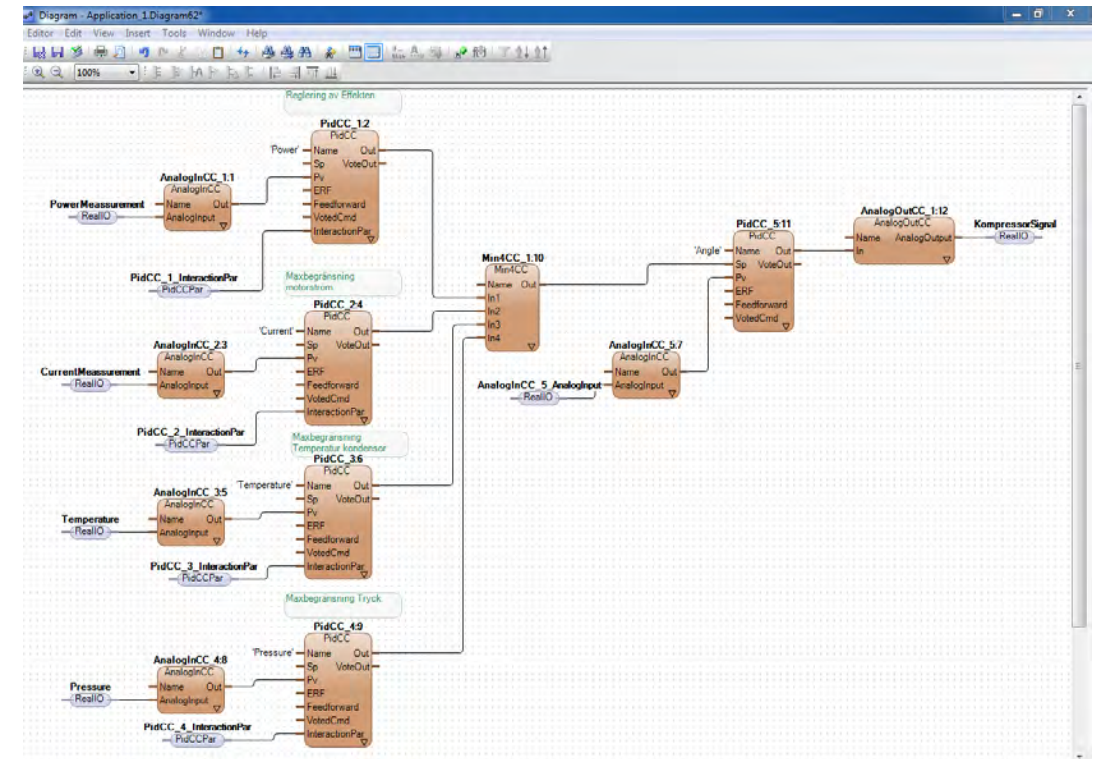 Diagram - Application_1.Diagram62*
Editor Edit View Insert Tools Window Help
100%
Reglering av Effekten
PidCC_1:2
PidCC
'Power' Name Out
Sp VoteOut
Pv
ERF
Feedforward
VotedCmd
InteractionPar
AnalogInCC_1:1
AnalogInCC
Name Out
AnalogInput
PowerMeassurement
RealIO
PidCC_1_InteractionPar
PidCCPar
Maxbegränsning
motorström
PidCC_2:4
PidCC
'Current' Name Out
Sp VoteOut
Pv
ERF
Feedforward
VotedCmd
InteractionPar
AnalogInCC_2:3
AnalogInCC
Name Out
AnalogInput
CurrentMeassurement
RealIO
PidCC_2_InteractionPar
PidCCPar
Maxbegränsning
Temperatur kondensor
PidCC_3:6
PidCC
'Temperature' Name Out
Sp VoteOut
Pv
ERF
Feedforward
VotedCmd
InteractionPar
AnalogInCC_3:5
AnalogInCC
Name Out
AnalogInput
Temperature
RealIO
PidCC_3_InteractionPar
PidCCPar
Maxbegränsning Tryck
PidCC_4:9
PidCC
'Pressure' Name Out
Sp VoteOut
Pv
ERF
Feedforward
VotedCmd
InteractionPar
AnalogInCC_4:8
AnalogInCC
Name Out
AnalogInput
Pressure
RealIO
PidCC_4_InteractionPar
PidCCPar
Min4CC_1:10
Min4CC
Name Out
In1
In2
In3
In4
AnalogInCC_5:7
AnalogInCC
Name Out
AnalogInput
AnalogInCC_5_AnalogInput
RealIO
PidCC_5:11
PidCC
'Angle' Name Out
Sp VoteOut
Pv
ERF
Feedforward
VotedCmd
AnalogOutCC_1:12
AnalogOutCC
Name AnalogOutput
In
KompressorSignal
RealIO